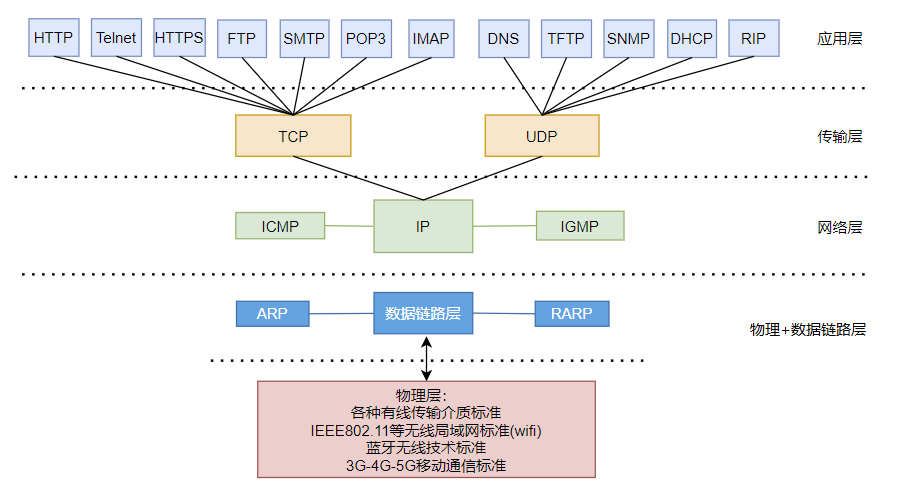 HTTP Telnet HTTPS FTP SMTP POP3 IMAP DNS TFTP SNMP DHCP RIP 应用层
TCP UDP 传输层
ICMP IP IGMP 网络层
ARP 数据链路层 RARP
物理+数据链路层
物理层：
各种有线传输介质标准
IEEE802.11等无线局域网标准(wifi)
蓝牙无线技术标准
3G-4G-5G移动通信标准